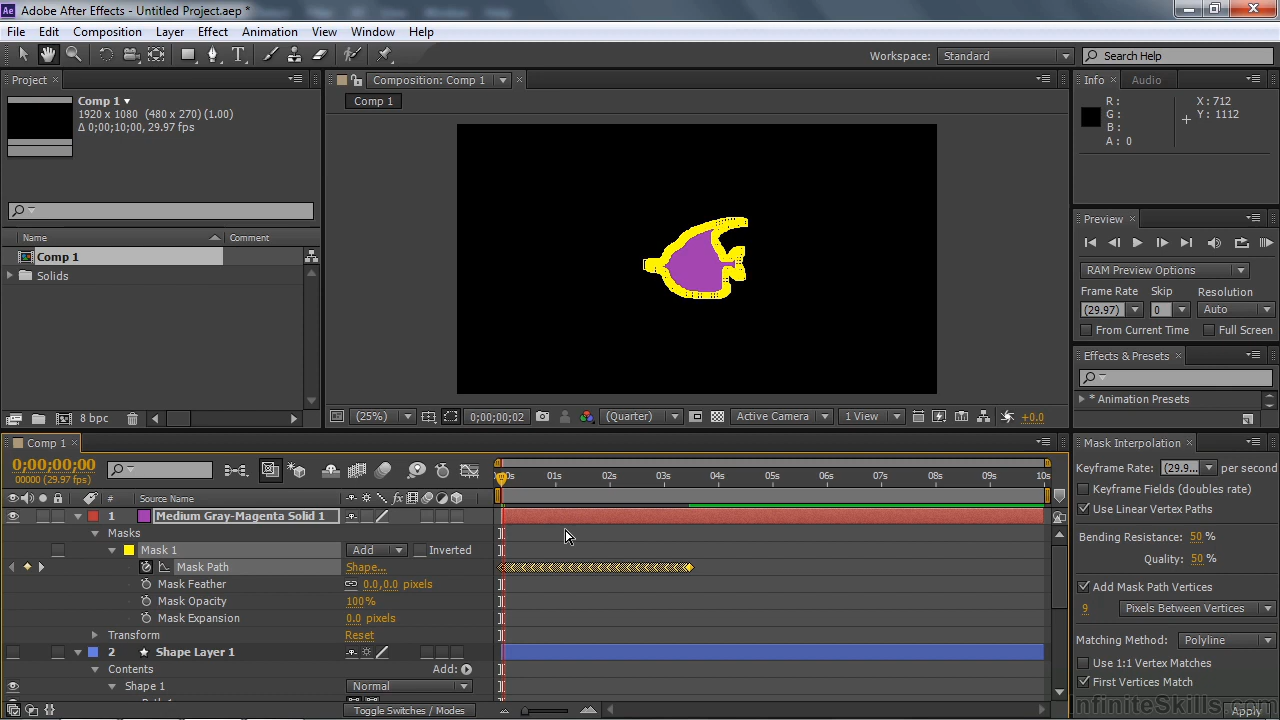 Adobe After Effects - Untitled Project.aep *
File Edit Composition Layer Effect Animation View Window Help
Workspace: Standard Search Help
Project
Comp 1
1920 x 1080 (480 x 270) (1.00)
Δ 0;00;10;00, 29.97 fps
Name Comment
Comp 1
Solids
8 bpc
Composition: Comp 1
Comp 1
(25%) 0;00;00;02 (Quarter) Active Camera 1 View +0.0
Info Audio
R : X : 712
G : Y : 1112
B :
A : 0
Preview
RAM Preview Options
Frame Rate Skip Resolution
(29.97) 0 Auto
From Current Time Full Screen
Effects & Presets
* Animation Presets
Comp 1
0;00;00;00
00000 (29.97 fps)
01s 02s 03s 04s 05s 06s 07s 08s 09s 10s
# Source Name
1 Medium Gray-Magenta Solid 1
Masks
Mask 1 Add Inverted
Mask Path Shape...
Mask Feather 0.0,0.0 pixels
Mask Opacity 100%
Mask Expansion 0.0 pixels
Transform Reset
2 Shape Layer 1
Contents Add:
Shape 1 Normal
Toggle Switches / Modes
Mask Interpolation
Keyframe Rate: (29.9... per second
Keyframe Fields (doubles rate)
Use Linear Vertex Paths
Bending Resistance: 50 %
Quality: 50 %
Add Mask Path Vertices
9 Pixels Between Vertices
Matching Method: Polyline
Use 1:1 Vertex Matches
First Vertices Match
Apply
InfiniteSkills.com